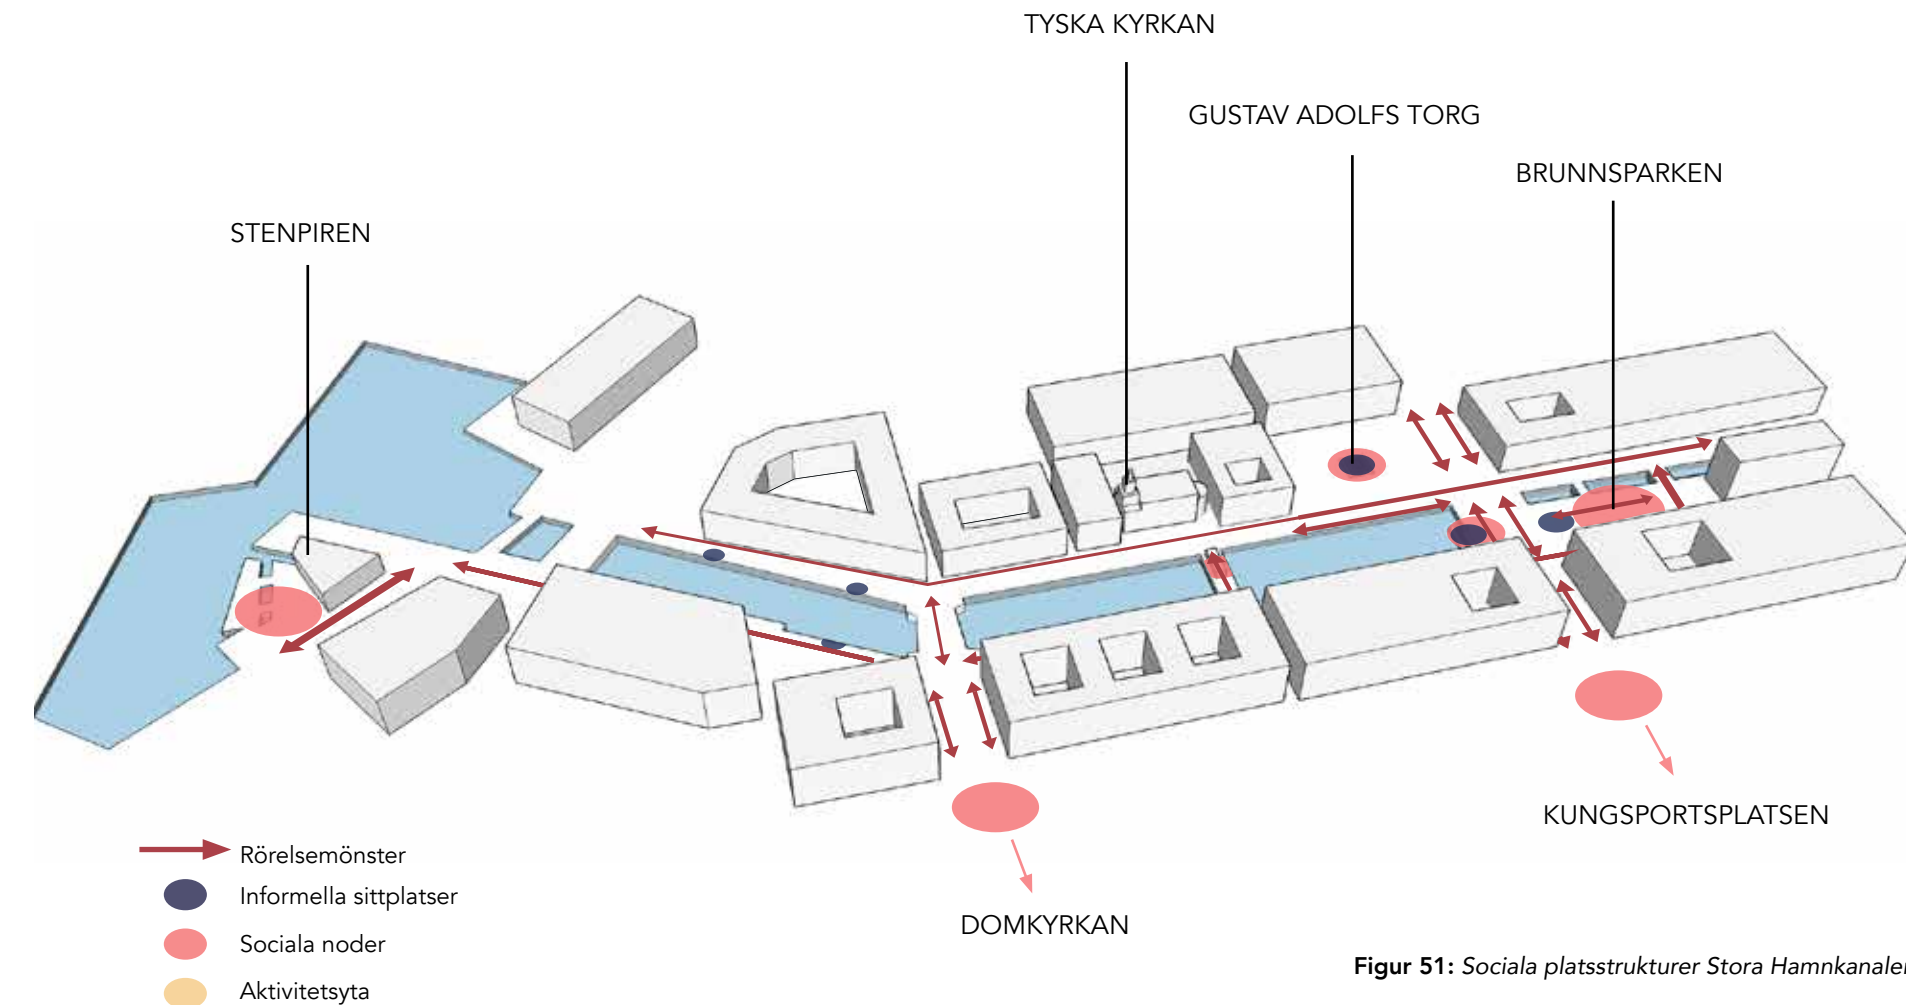 TYSKA KYRKAN
GUSTAV ADOLFS TORG
BRUNNSPARKEN
STENPIREN
KUNGSPORTSPLATSEN
DOMKYRKAN
Rörelsemönster
Informella sittplatser
Sociala noder
Aktivitetsyta
Figur 51: Sociala platsstrukturer Stora Hamnkanalen